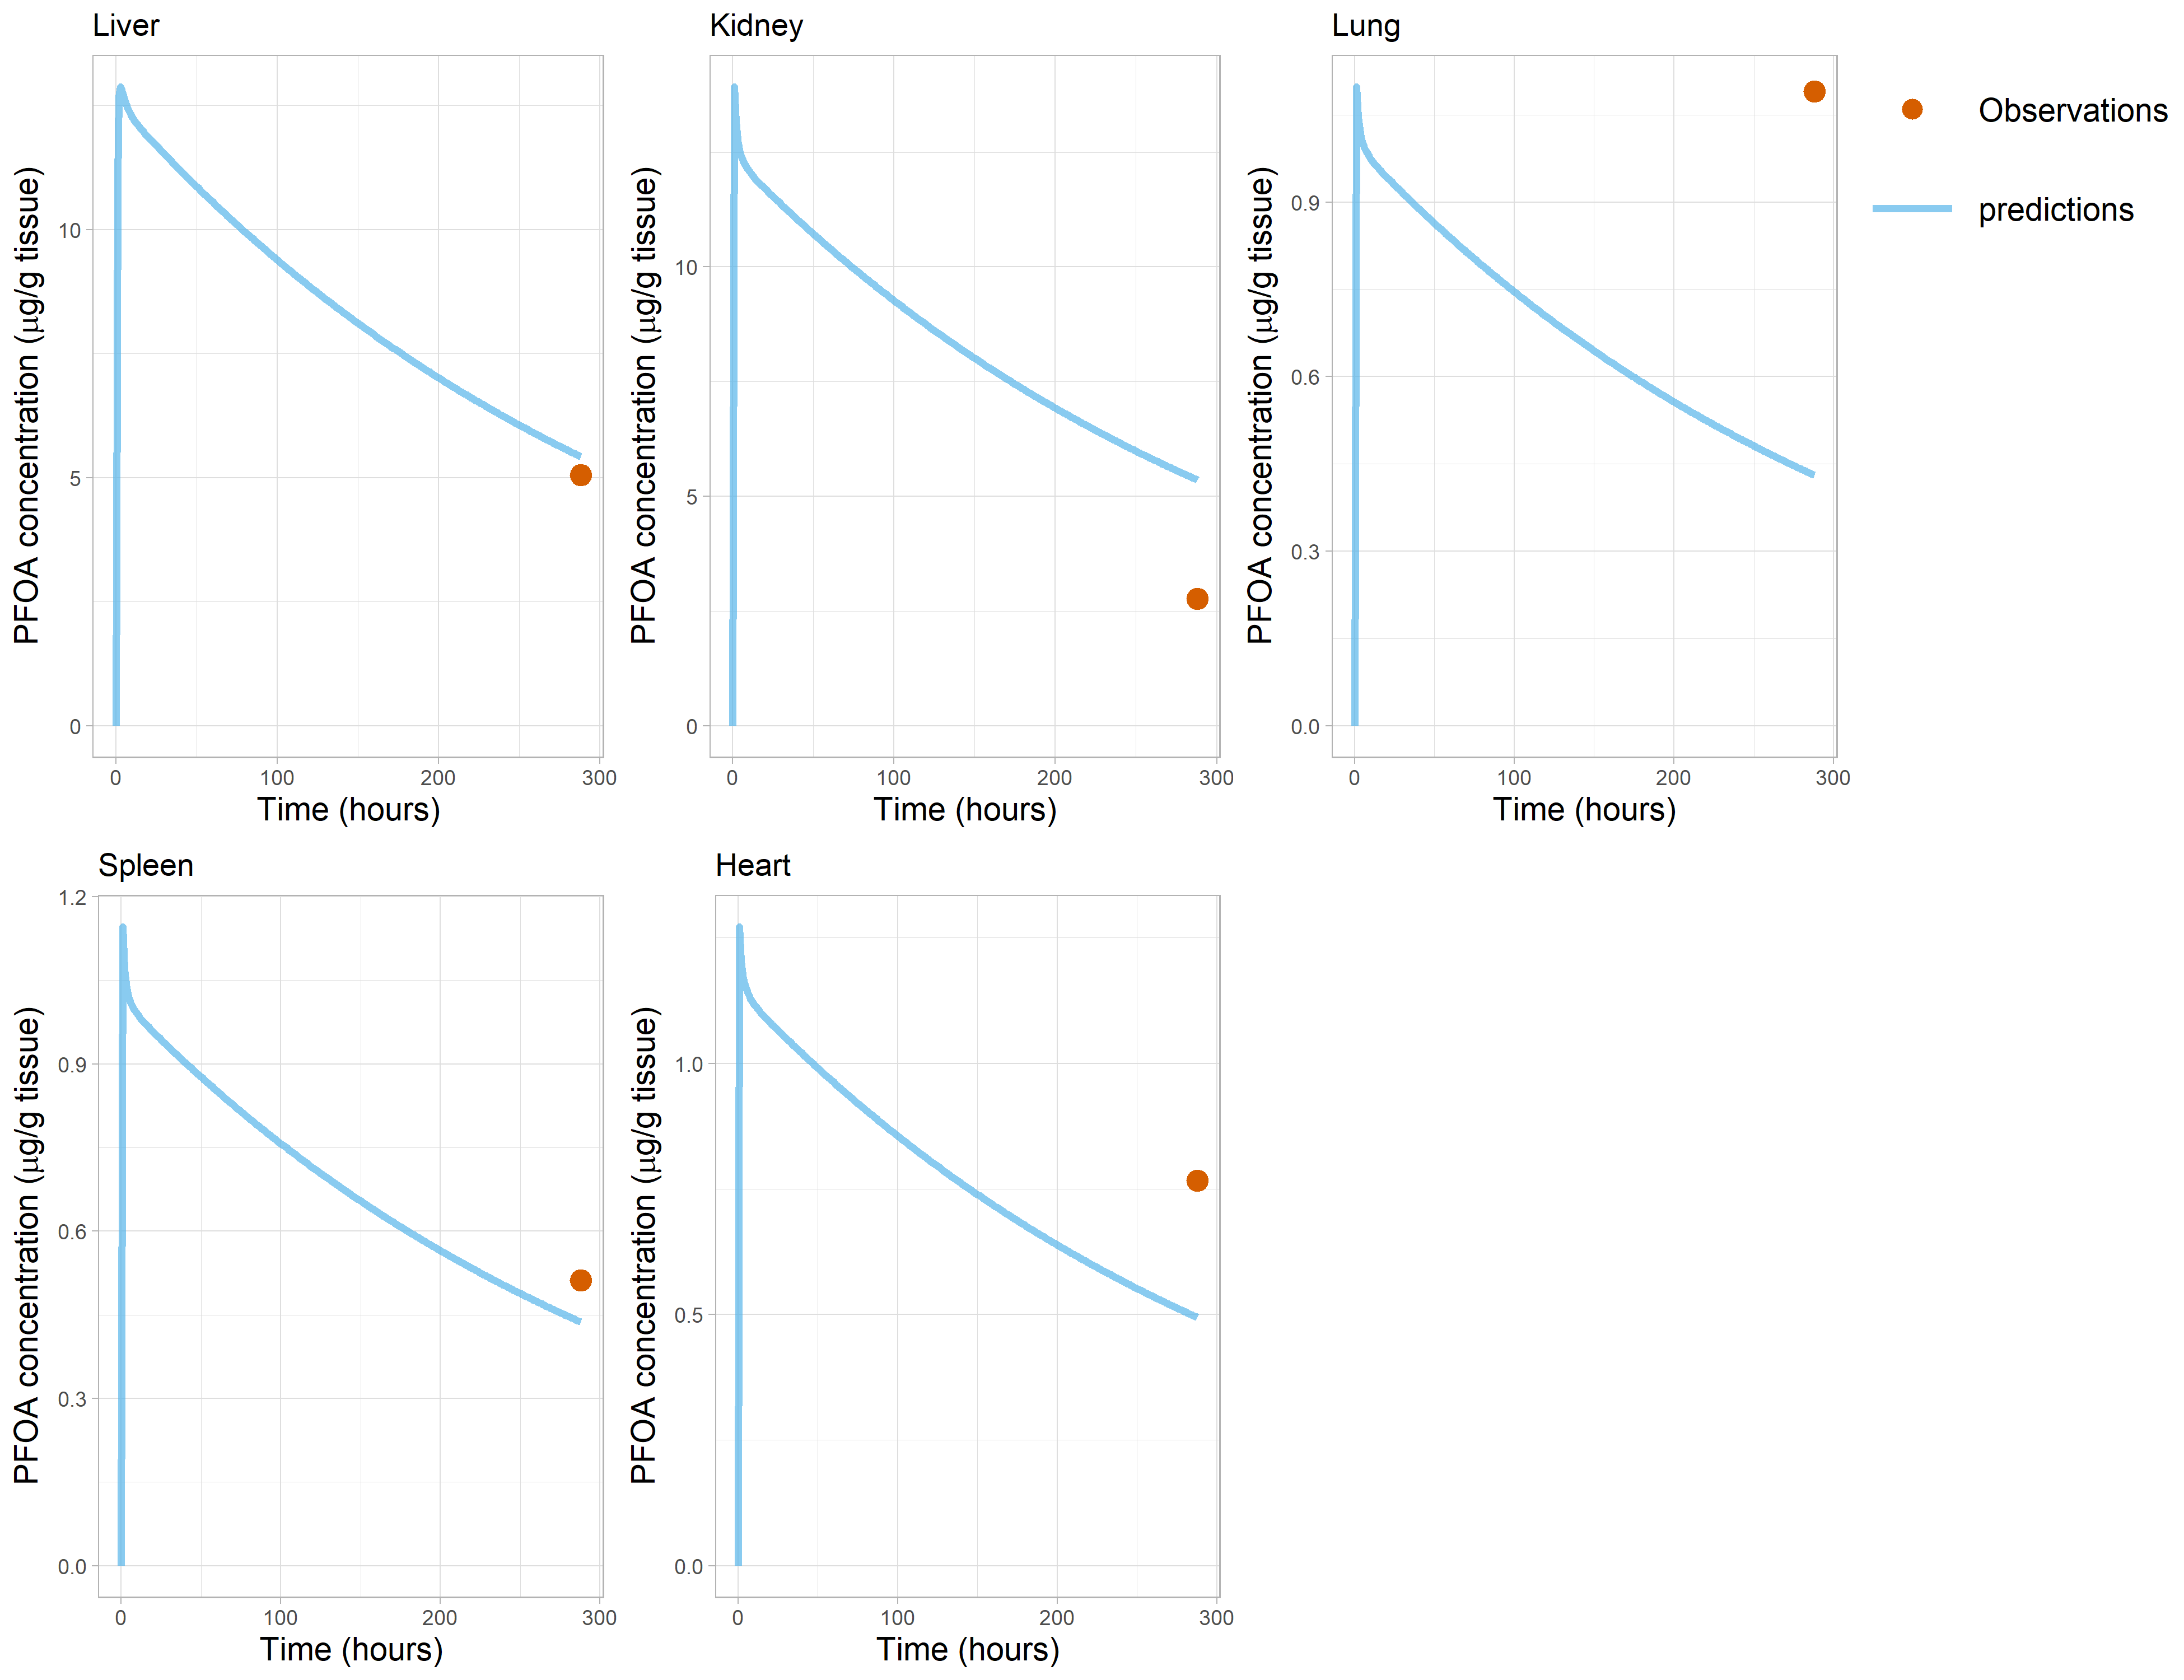 Liver
PFOA concentration (μg/g tissue)
10
5
0
0 100 200 300
Time (hours)
Kidney
PFOA concentration (μg/g tissue)
10
5
0
0 100 200 300
Time (hours)
Lung
PFOA concentration (μg/g tissue)
0.9
0.6
0.3
0.0
0 100 200 300
Time (hours)
Observations
predictions
Spleen
PFOA concentration (μg/g tissue)
1.2
0.9
0.6
0.3
0.0
0 100 200 300
Time (hours)
Heart
PFOA concentration (μg/g tissue)
1.0
0.5
0.0
0 100 200 300
Time (hours)